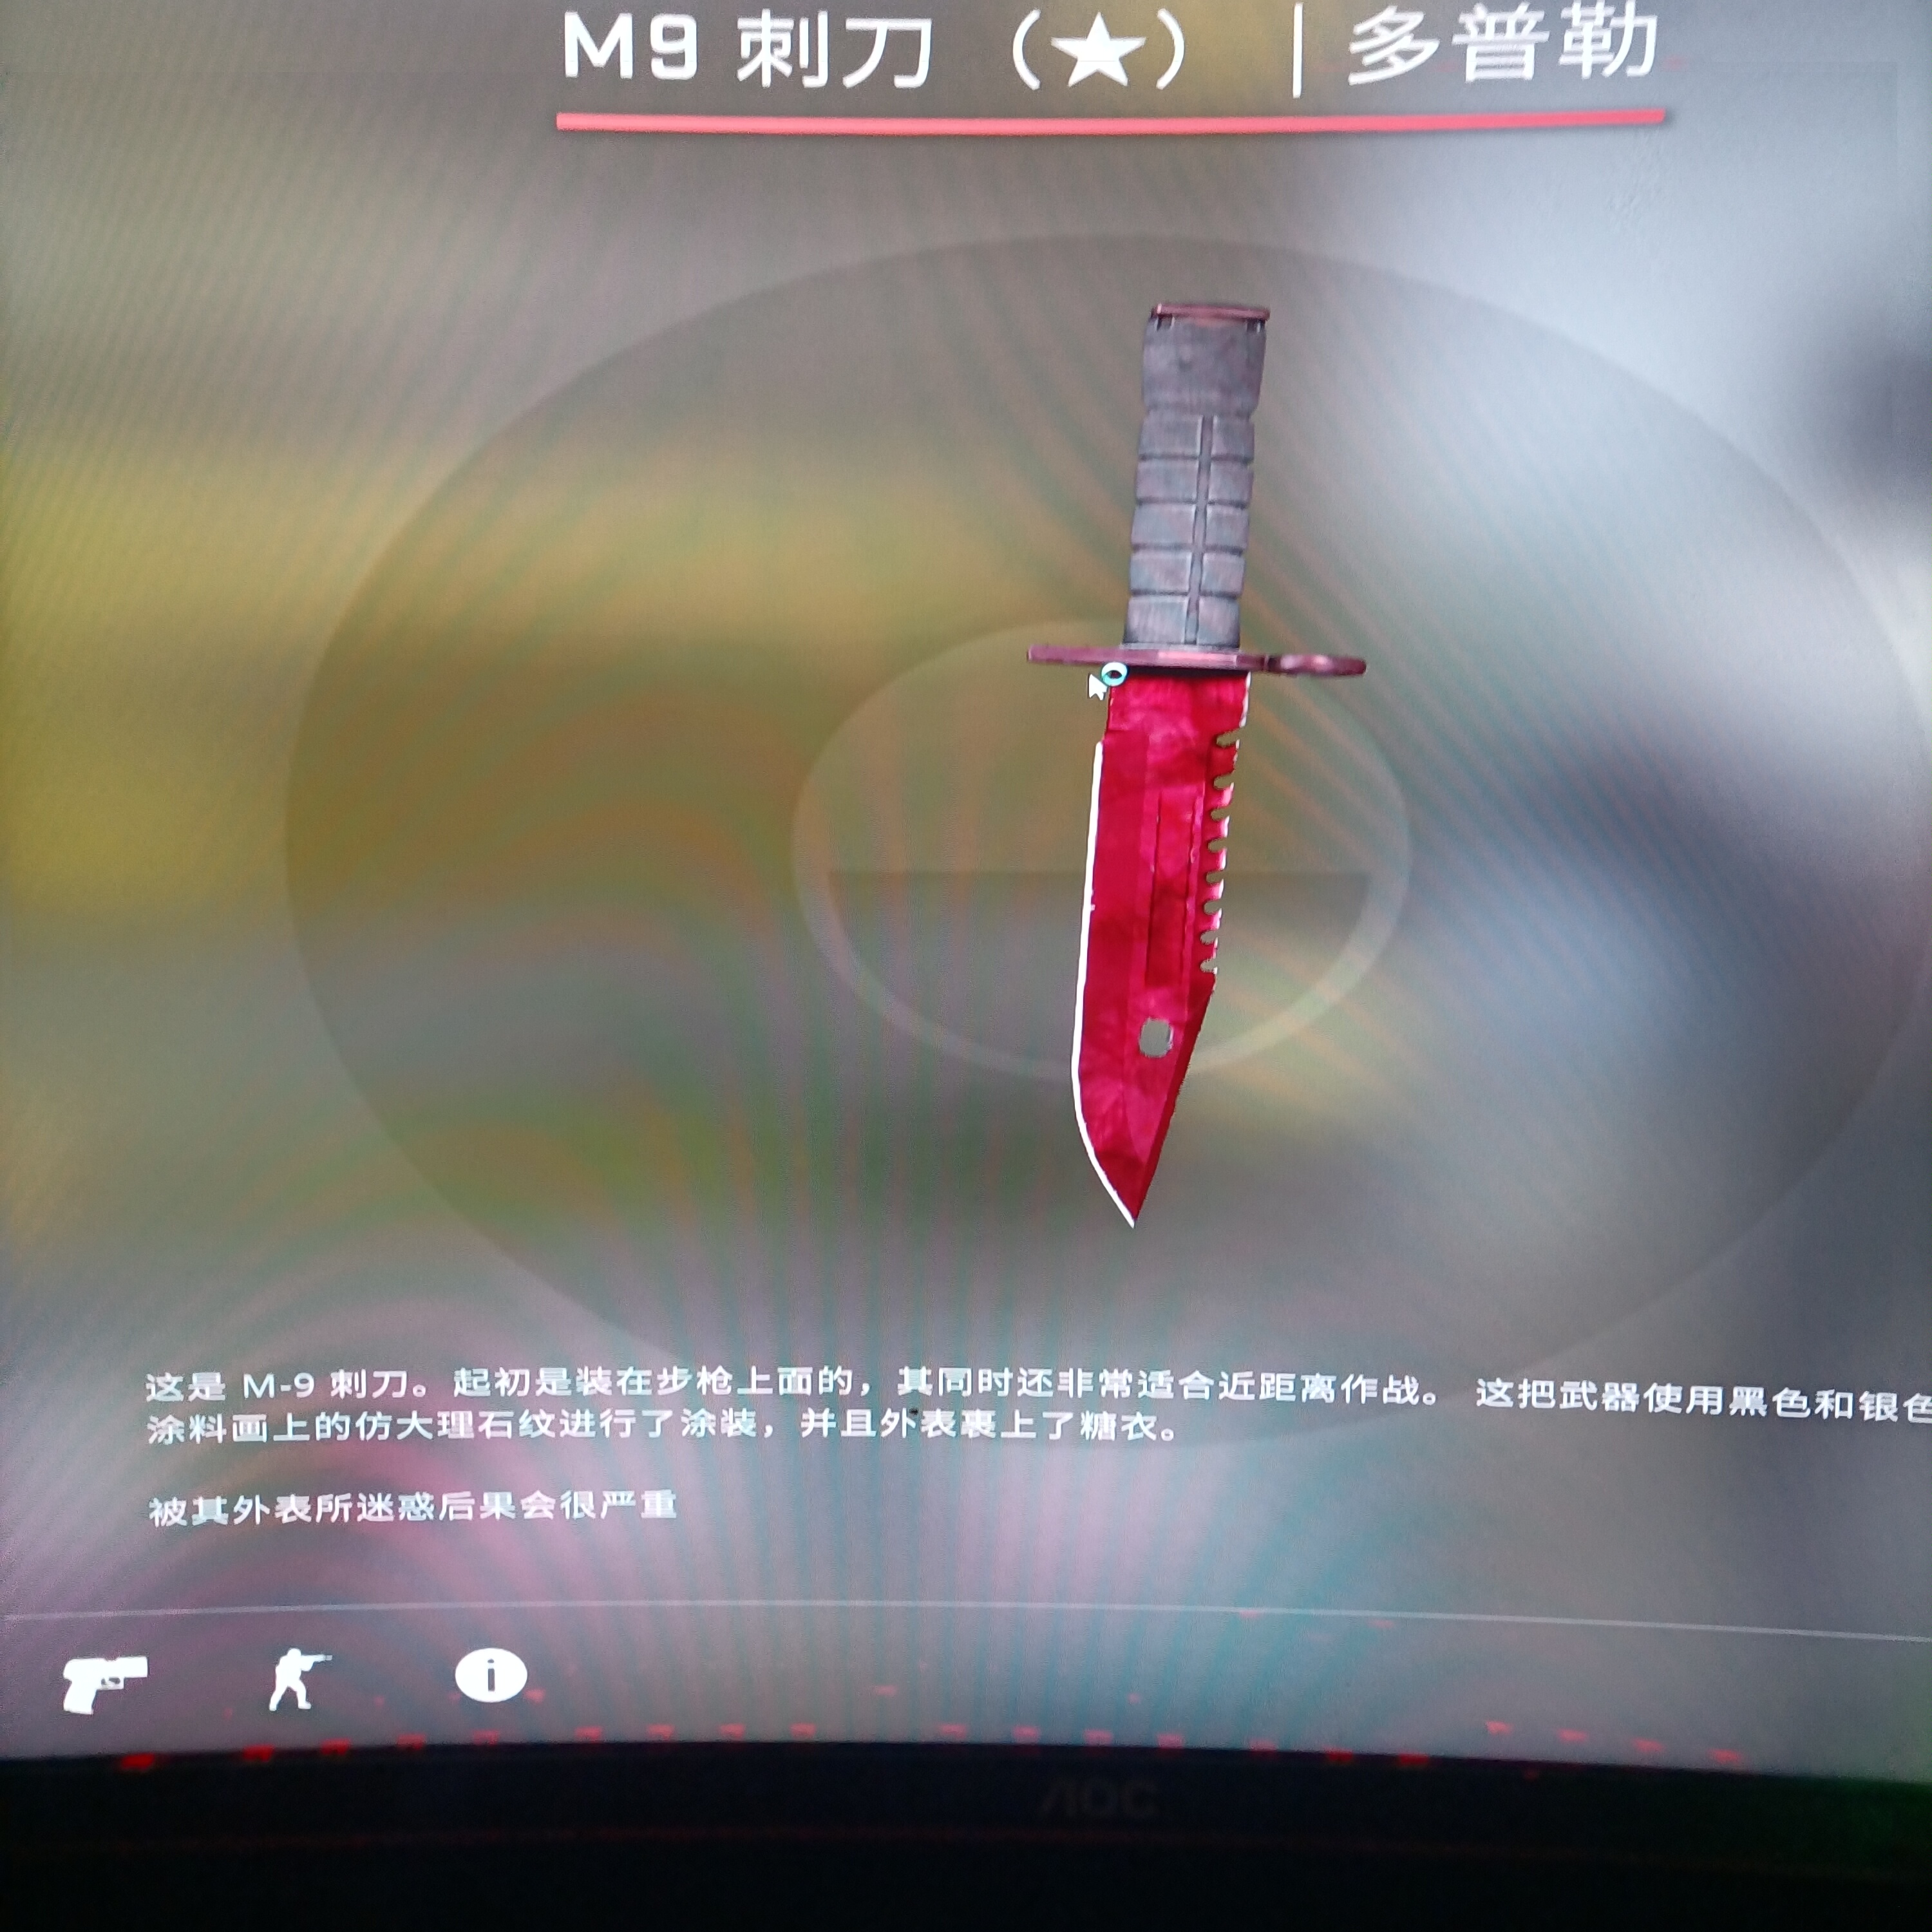 M9 刺刀（★） | 多普勒
这是 M-9 刺刀。起初是装在步枪上面的，其同时还非常适合近距离作战。 这把武器使用黑色和银色
涂料画上的仿大理石纹进行了涂装，并且外表裹上了糖衣。
被其外表所迷惑后果会很严重
i
AOC